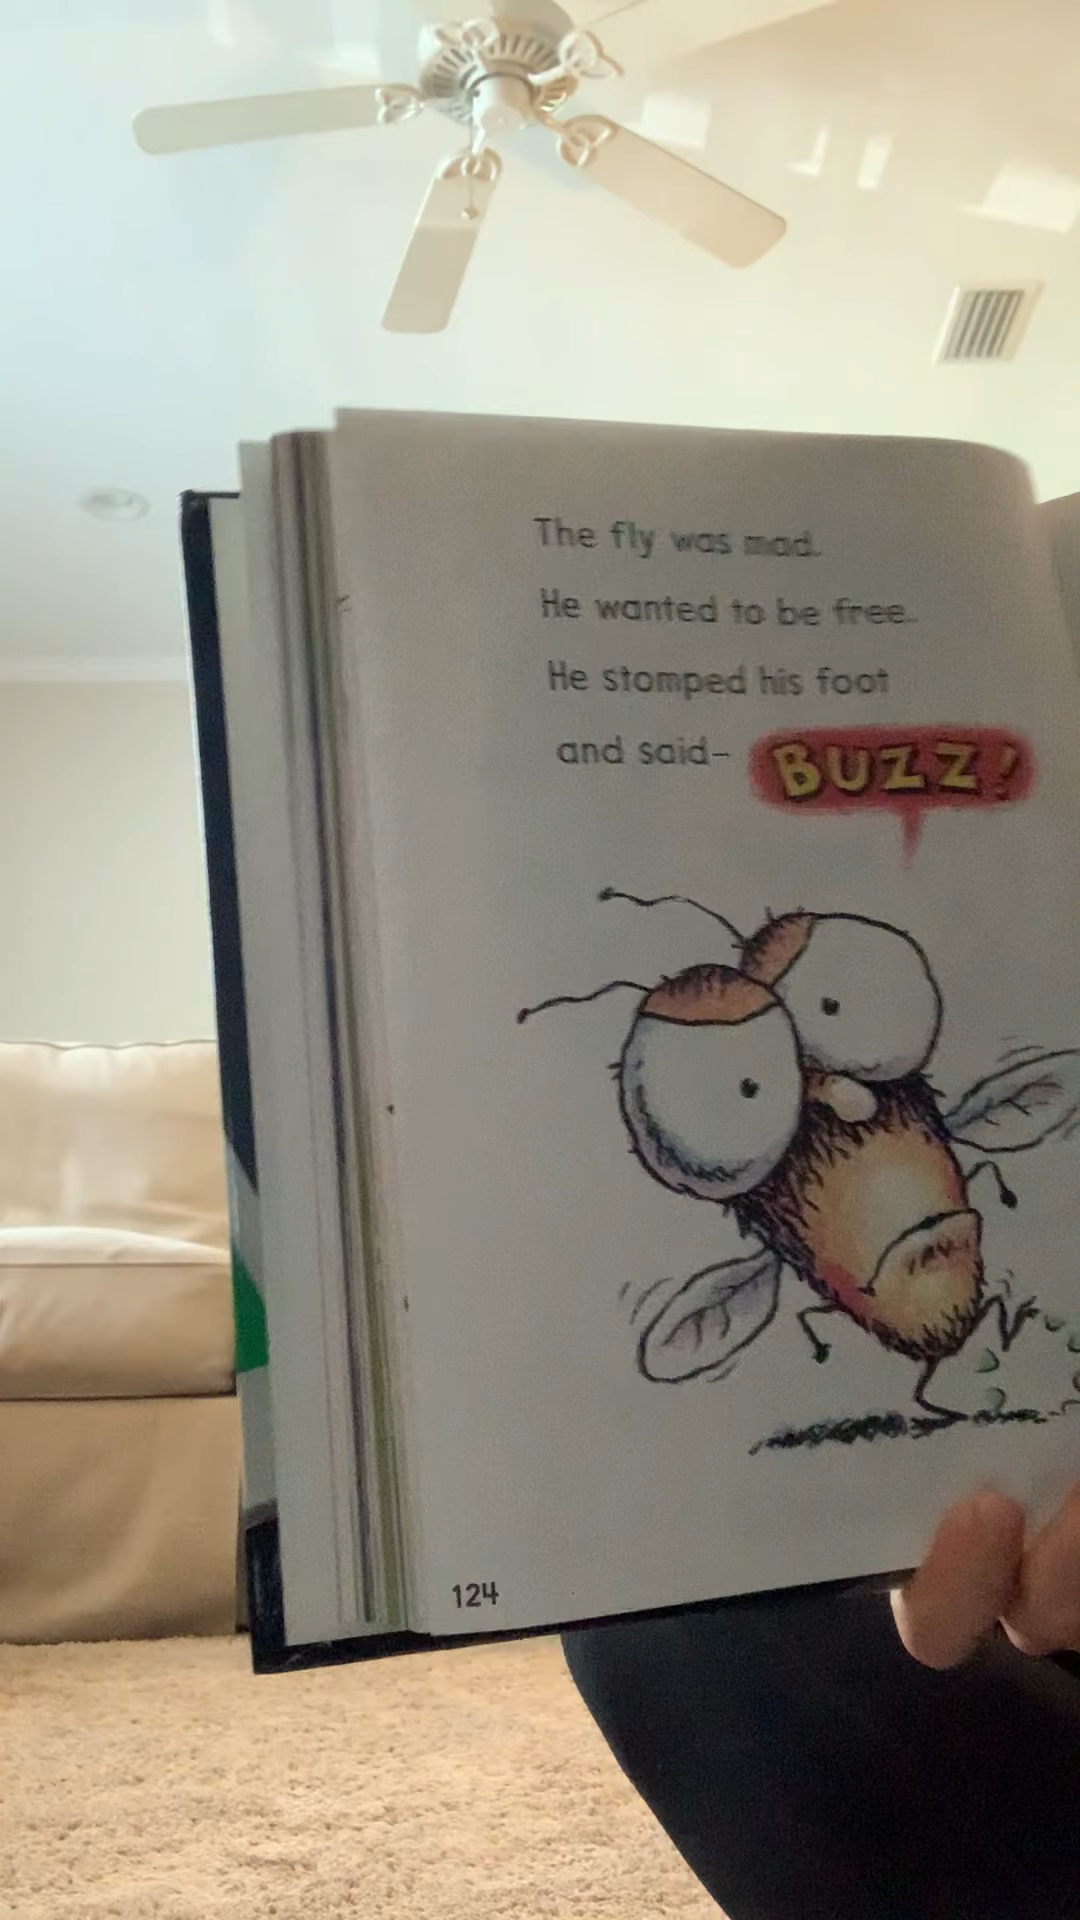 The fly was mad.
He wanted to be free.
He stomped his foot
and said– BUZZ!
124